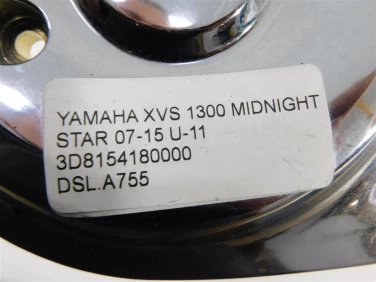 YAMAHA XVS 1300 MIDNIGHT
STAR 07-15 U-11
3D8154180000
DSL.A755